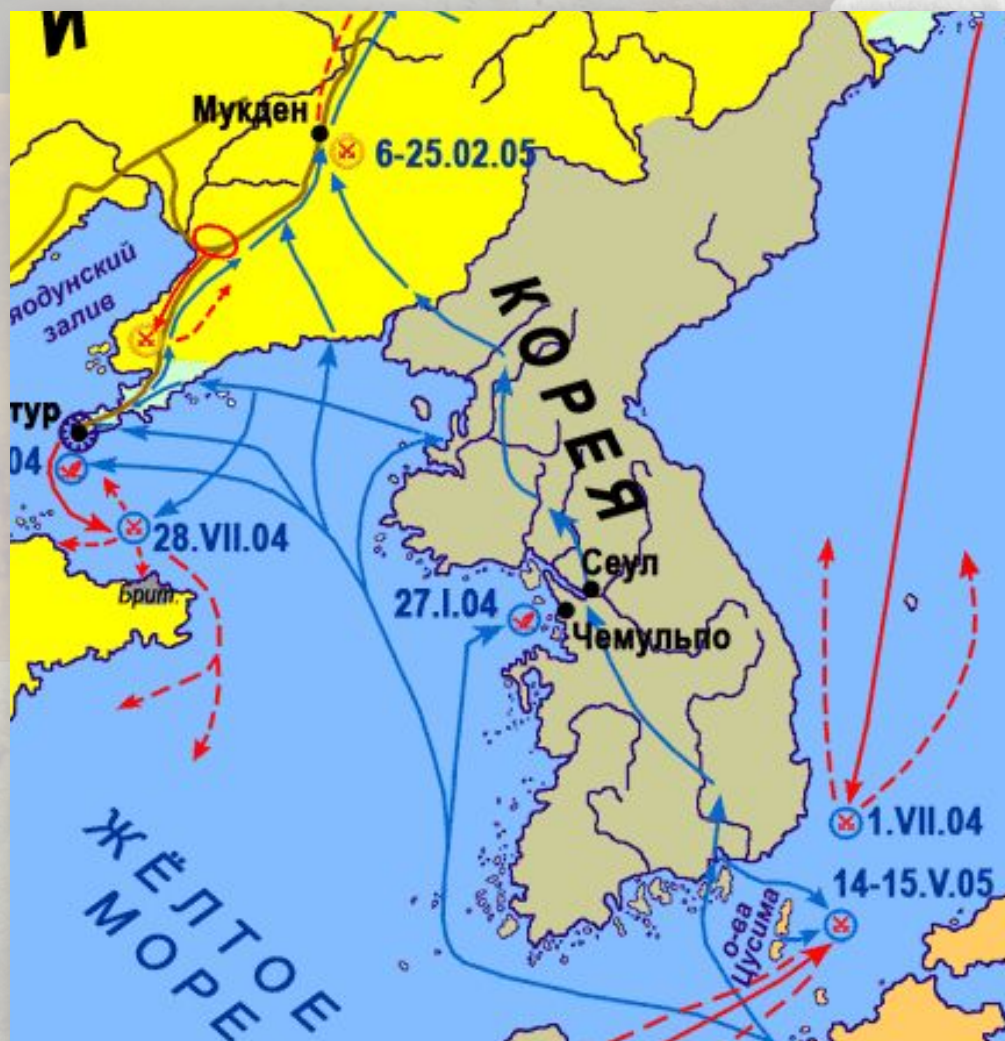 И
Мукден
6-25.02.05
яодунский
залив
КОРЕЯ
тур
04
28.VII.04
Брит.
27.I.04
Сеул
Чемульпо
1.VII.04
14-15.V.05
о-ва
Цусима
ЖЁЛТОЕ
МОРЕ